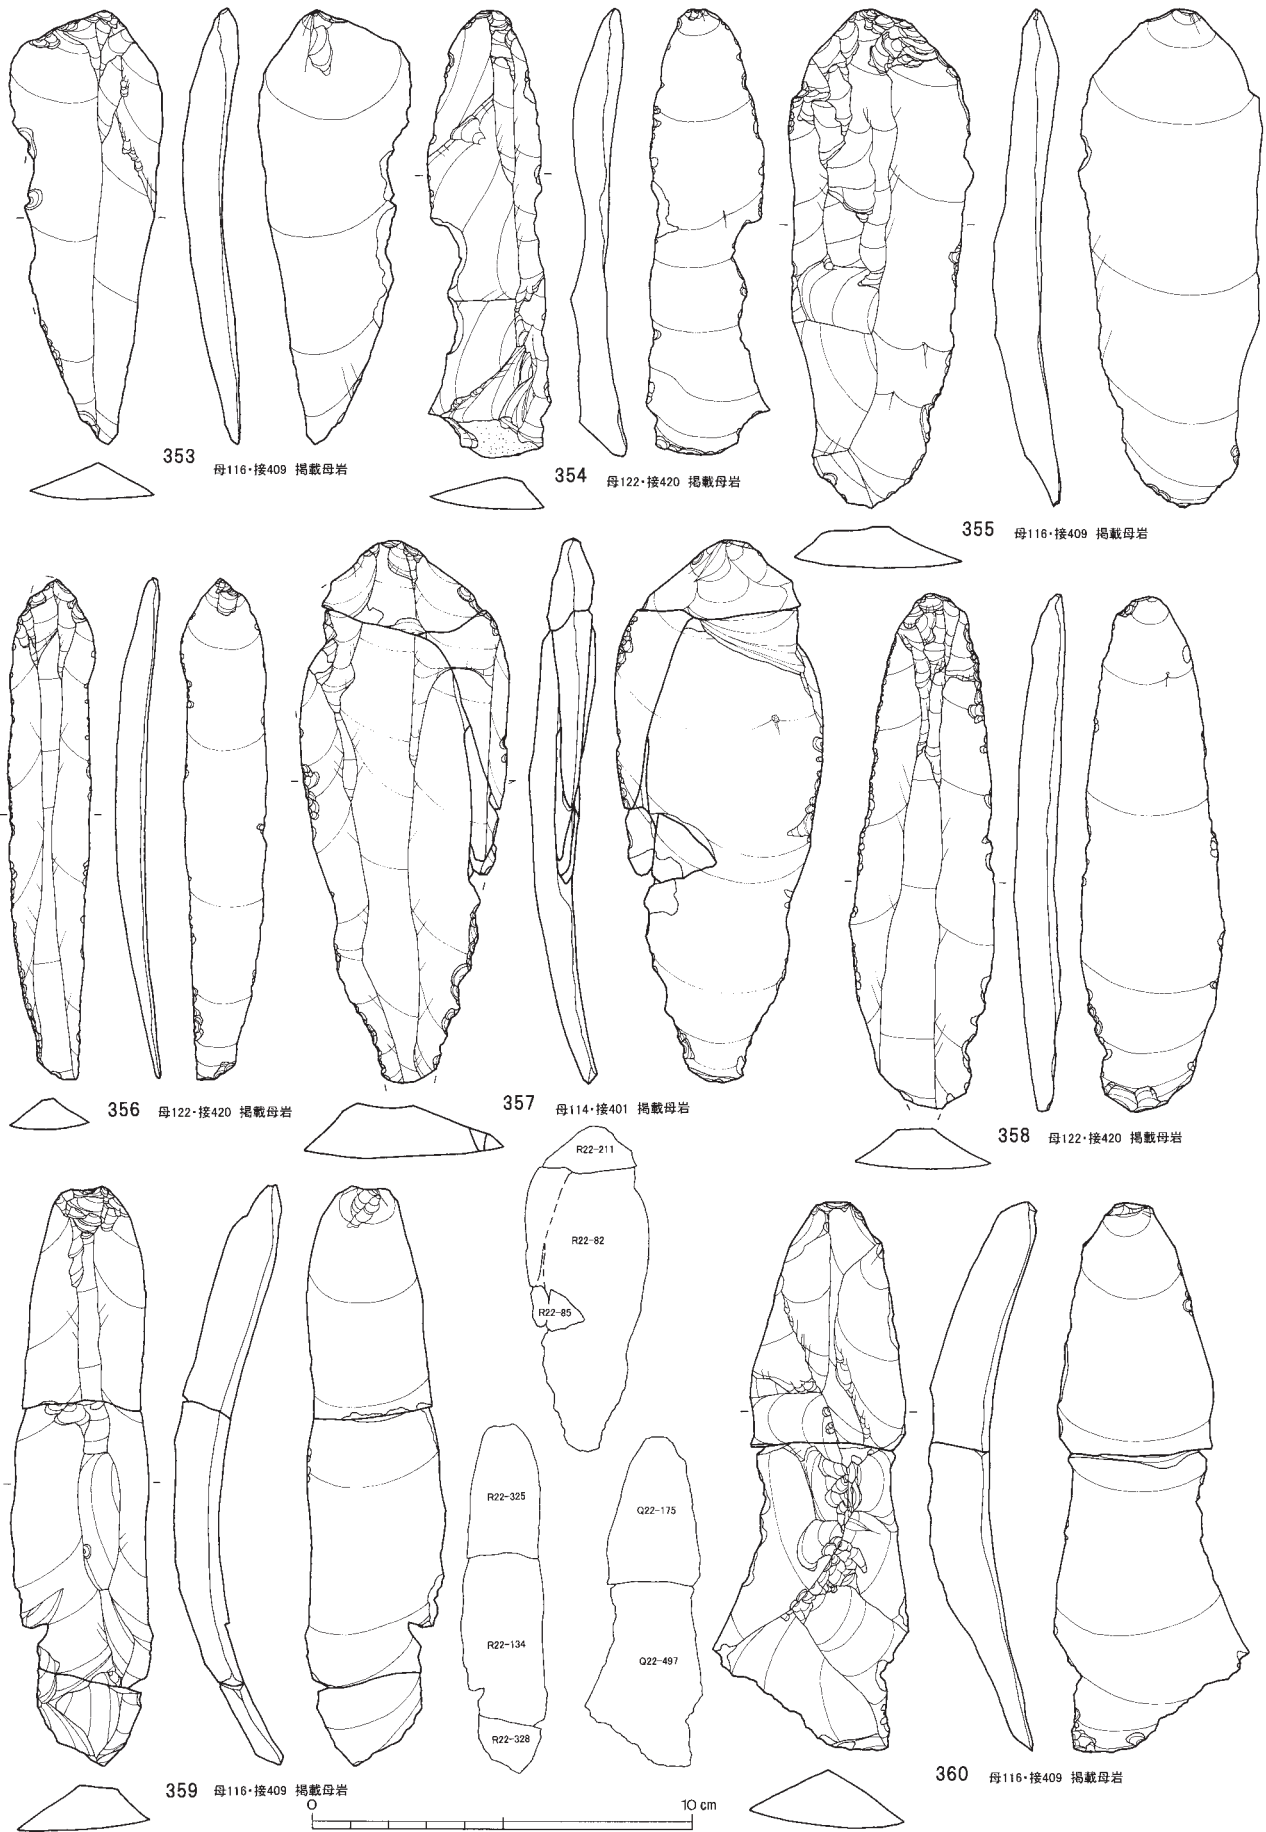 353 母116・接409 掲載母岩
354 母122・接420 掲載母岩
355 母116・接409 掲載母岩
356 母122・接420 掲載母岩
357 母114・接401 掲載母岩
358 母122・接420 掲載母岩
R22-211
R22-82
R22-85
R22-325
R22-134
R22-328
Q22-175
Q22-497
359 母116・接409 掲載母岩
360 母116・接409 掲載母岩
0 10cm